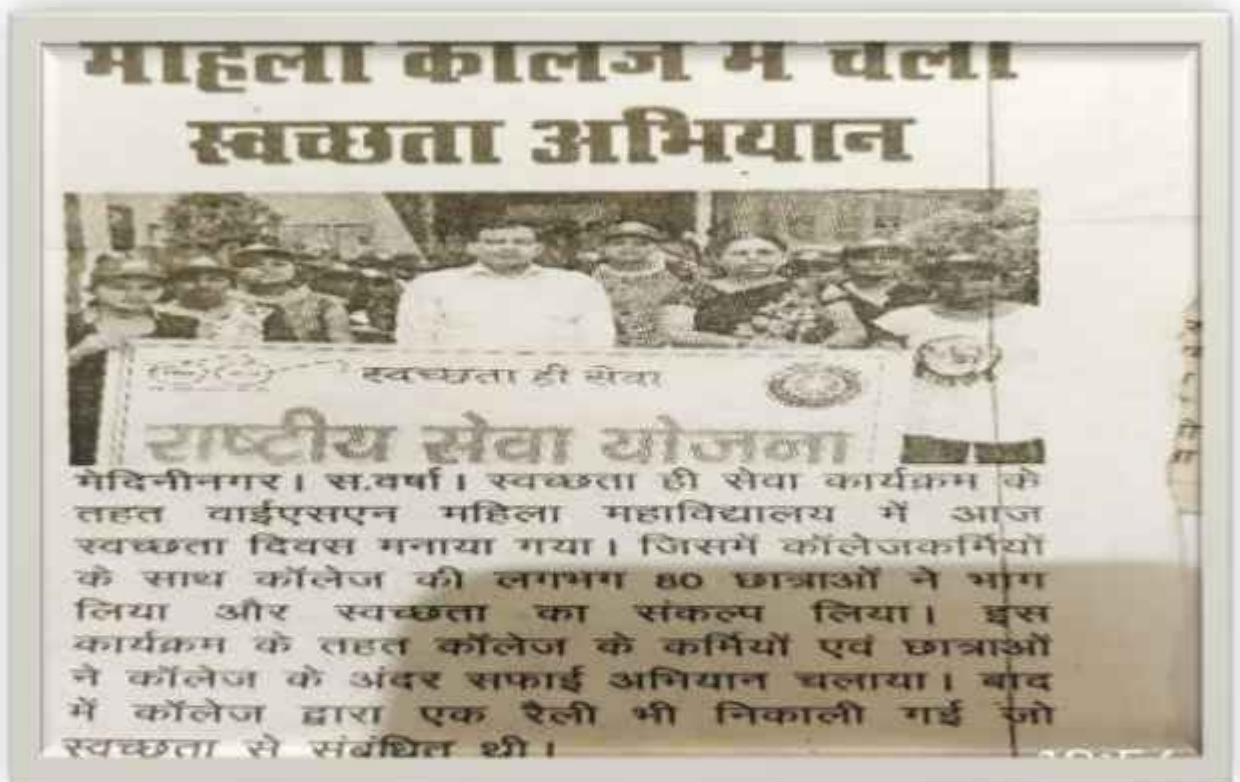 महिला कॉलेज में चला
स्वच्छता अभियान
स्वच्छता ही सेवा
राष्टीय सेवा योजना
मेदिनीनगर। स.वर्षा। स्वच्छता ही सेवा कार्यक्रम के
तहत वाईएसएन महिला महाविद्यालय में आज
स्वच्छता दिवस मनाया गया। जिसमें कॉलेजकर्मियों
के साथ कॉलेज की लगभग 80 छात्राओं ने भाग
लिया और स्वच्छता का संकल्प लिया। इस
कार्यक्रम के तहत कॉलेज के कर्मियों एवं छात्राओं
ने कॉलेज के अंदर सफाई अभियान चलाया। बाद
में कॉलेज द्वारा एक रैली भी निकाली गई जो
स्वच्छता से संबंधित थी।